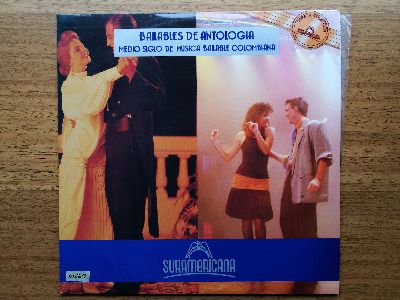 BAILABLES DE ANTOLOGIA
MEDIO SIGLO DE MUSICA BAILABLE COLOMBIANA
SURAMERICANA